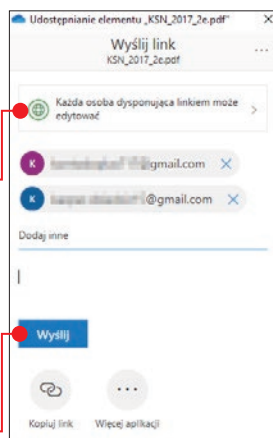 Udostępnianie elementu „KSN_2017_2e.pdf"
Wyślij link
KSN_2017_2e.pdf
Każda osoba dysponująca linkiem może
edytować
K @gmail.com
K @gmail.com
Dodaj inne
Wyślij
Kopiuj link Więcej aplikacji